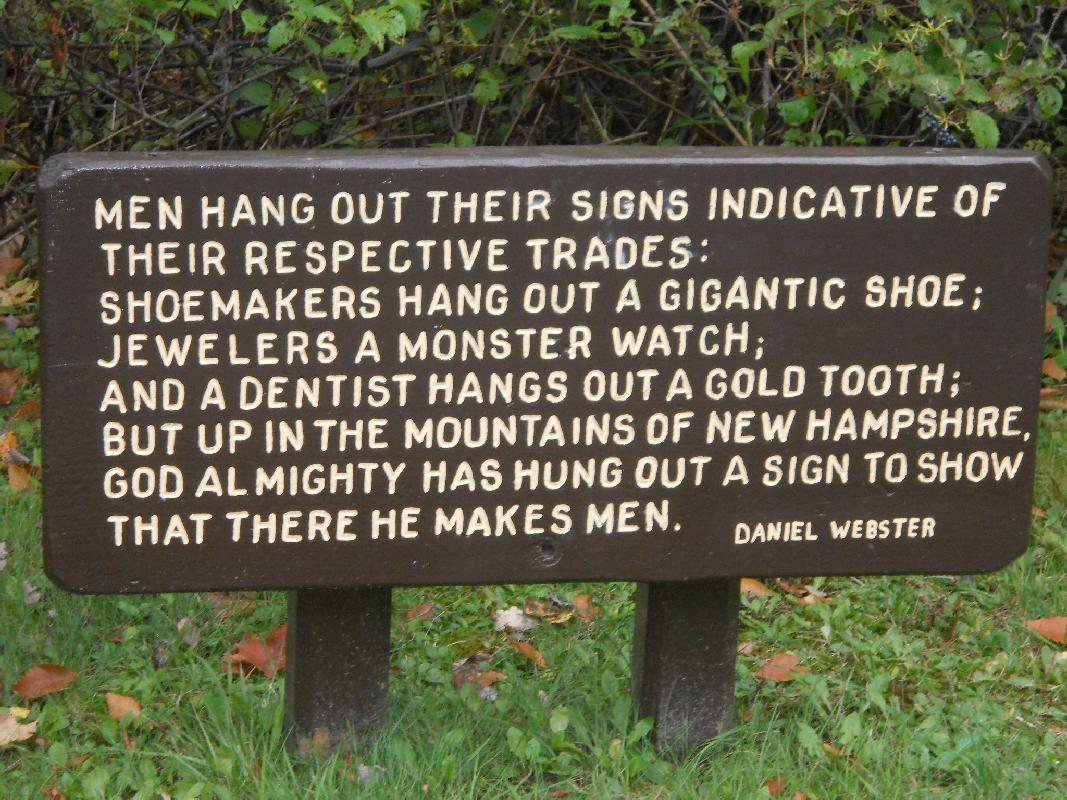 MEN HANG OUT THEIR SIGNS INDICATIVE OF
THEIR RESPECTIVE TRADES:
SHOEMAKERS HANG OUT A GIGANTIC SHOE;
JEWELERS A MONSTER WATCH;
AND A DENTIST HANGS OUT A GOLD TOOTH;
BUT UP IN THE MOUNTAINS OF NEW HAMPSHIRE,
GOD ALMIGHTY HAS HUNG OUT A SIGN TO SHOW
THAT THERE HE MAKES MEN.
DANIEL WEBSTER